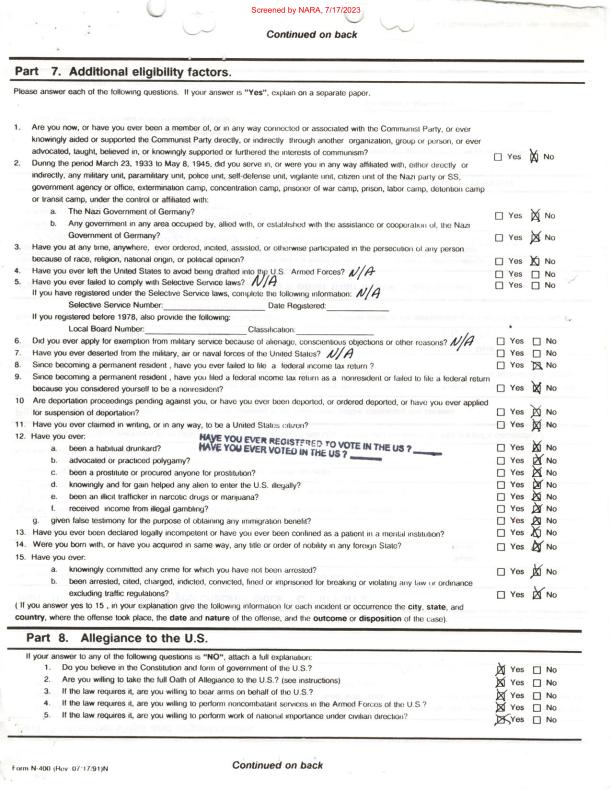 Screened by NARA, 7/17/2023
Continued on back
Part 7. Additional eligibility factors.
Please answer each of the following questions. If your answer is "Yes", explain on a separate paper.
1. Are you now, or have you ever been a member of, or in any way connected or associated with the Communist Party, or ever
knowingly aided or supported the Communist Party directly, or indirectly through another organization, group or person, or ever
advocated, taught, believed in, or knowingly supported or furthered the interests of communism? ☐ Yes ☒ No
2. During the period March 23, 1933 to May 8, 1945, did you serve in, or were you in any way affiliated with, either directly or
indirectly, any military unit, paramilitary unit, police unit, self-defense unit, vigilante unit, citizen unit of the Nazi party or SS,
government agency or office, extermination camp, concentration camp, prisoner of war camp, prison, labor camp, detention camp
or transit camp, under the control or affiliated with:
a. The Nazi Government of Germany? ☐ Yes ☒ No
b. Any government in any area occupied by, allied with, or established with the assistance or cooperation of, the Nazi
Government of Germany? ☐ Yes ☒ No
3. Have you at any time, anywhere, ever ordered, incited, assisted, or otherwise participated in the persecution of any person
because of race, religion, national origin, or political opinion? ☐ Yes ☒ No
4. Have you ever left the United States to avoid being drafted into the U.S. Armed Forces? N/A ☐ Yes ☐ No
5. Have you ever failed to comply with Selective Service laws? N/A ☐ Yes ☐ No
If you have registered under the Selective Service laws, complete the following information: N/A
Selective Service Number: Date Registered:
If you registered before 1978, also provide the following:
Local Board Number: Classification:
6. Did you ever apply for exemption from military service because of alienage, conscientious objections or other reasons? N/A ☐ Yes ☐ No
7. Have you ever deserted from the military, air or naval forces of the United States? N/A ☐ Yes ☐ No
8. Since becoming a permanent resident , have you ever failed to file a federal income tax return ? ☐ Yes ☒ No
9. Since becoming a permanent resident , have you filed a federal income tax return as a nonresident or failed to file a federal return
because you considered yourself to be a nonresident? ☐ Yes ☒ No
10 Are deportation proceedings pending against you, or have you ever been deported, or ordered deported, or have you ever applied
for suspension of deportation? ☐ Yes ☒ No
11. Have you ever claimed in writing, or in any way, to be a United States citizen? ☐ Yes ☒ No
12. Have you ever:
HAVE YOU EVER REGISTERED TO VOTE IN THE US ?
HAVE YOU EVER VOTED IN THE US ?
a. been a habitual drunkard? ☐ Yes ☒ No
b. advocated or practiced polygamy? ☐ Yes ☒ No
c. been a prostitute or procured anyone for prostitution? ☐ Yes ☒ No
d. knowingly and for gain helped any alien to enter the U.S. illegally? ☐ Yes ☒ No
e. been an illicit trafficker in narcotic drugs or marijuana? ☐ Yes ☒ No
f. received income from illegal gambling? ☐ Yes ☒ No
g. given false testimony for the purpose of obtaining any immigration benefit? ☐ Yes ☒ No
13. Have you ever been declared legally incompetent or have you ever been confined as a patient in a mental institution? ☐ Yes ☒ No
14. Were you born with, or have you acquired in same way, any title or order of nobility in any foreign State? ☐ Yes ☒ No
15. Have you ever:
a. knowingly committed any crime for which you have not been arrested? ☐ Yes ☒ No
b. been arrested, cited, charged, indicted, convicted, fined or imprisoned for breaking or violating any law or ordinance
excluding traffic regulations? ☐ Yes ☒ No
( If you answer yes to 15 , in your explanation give the following information for each incident or occurrence the city, state, and
country, where the offense took place, the date and nature of the offense, and the outcome or disposition of the case).
Part 8. Allegiance to the U.S.
If your answer to any of the following questions is "NO", attach a full explanation:
1. Do you believe in the Constitution and form of government of the U.S.? ☒ Yes ☐ No
2. Are you willing to take the full Oath of Allegiance to the U.S.? (see instructions) ☒ Yes ☐ No
3. If the law requires it, are you willing to bear arms on behalf of the U.S.? ☒ Yes ☐ No
4. If the law requires it, are you willing to perform noncombatant services in the Armed Forces of the U.S.? ☒ Yes ☐ No
5. If the law requires it, are you willing to perform work of national importance under civilian direction? ☒ Yes ☐ No
Form N-400 (Rev. 07/17/91)N
Continued on back